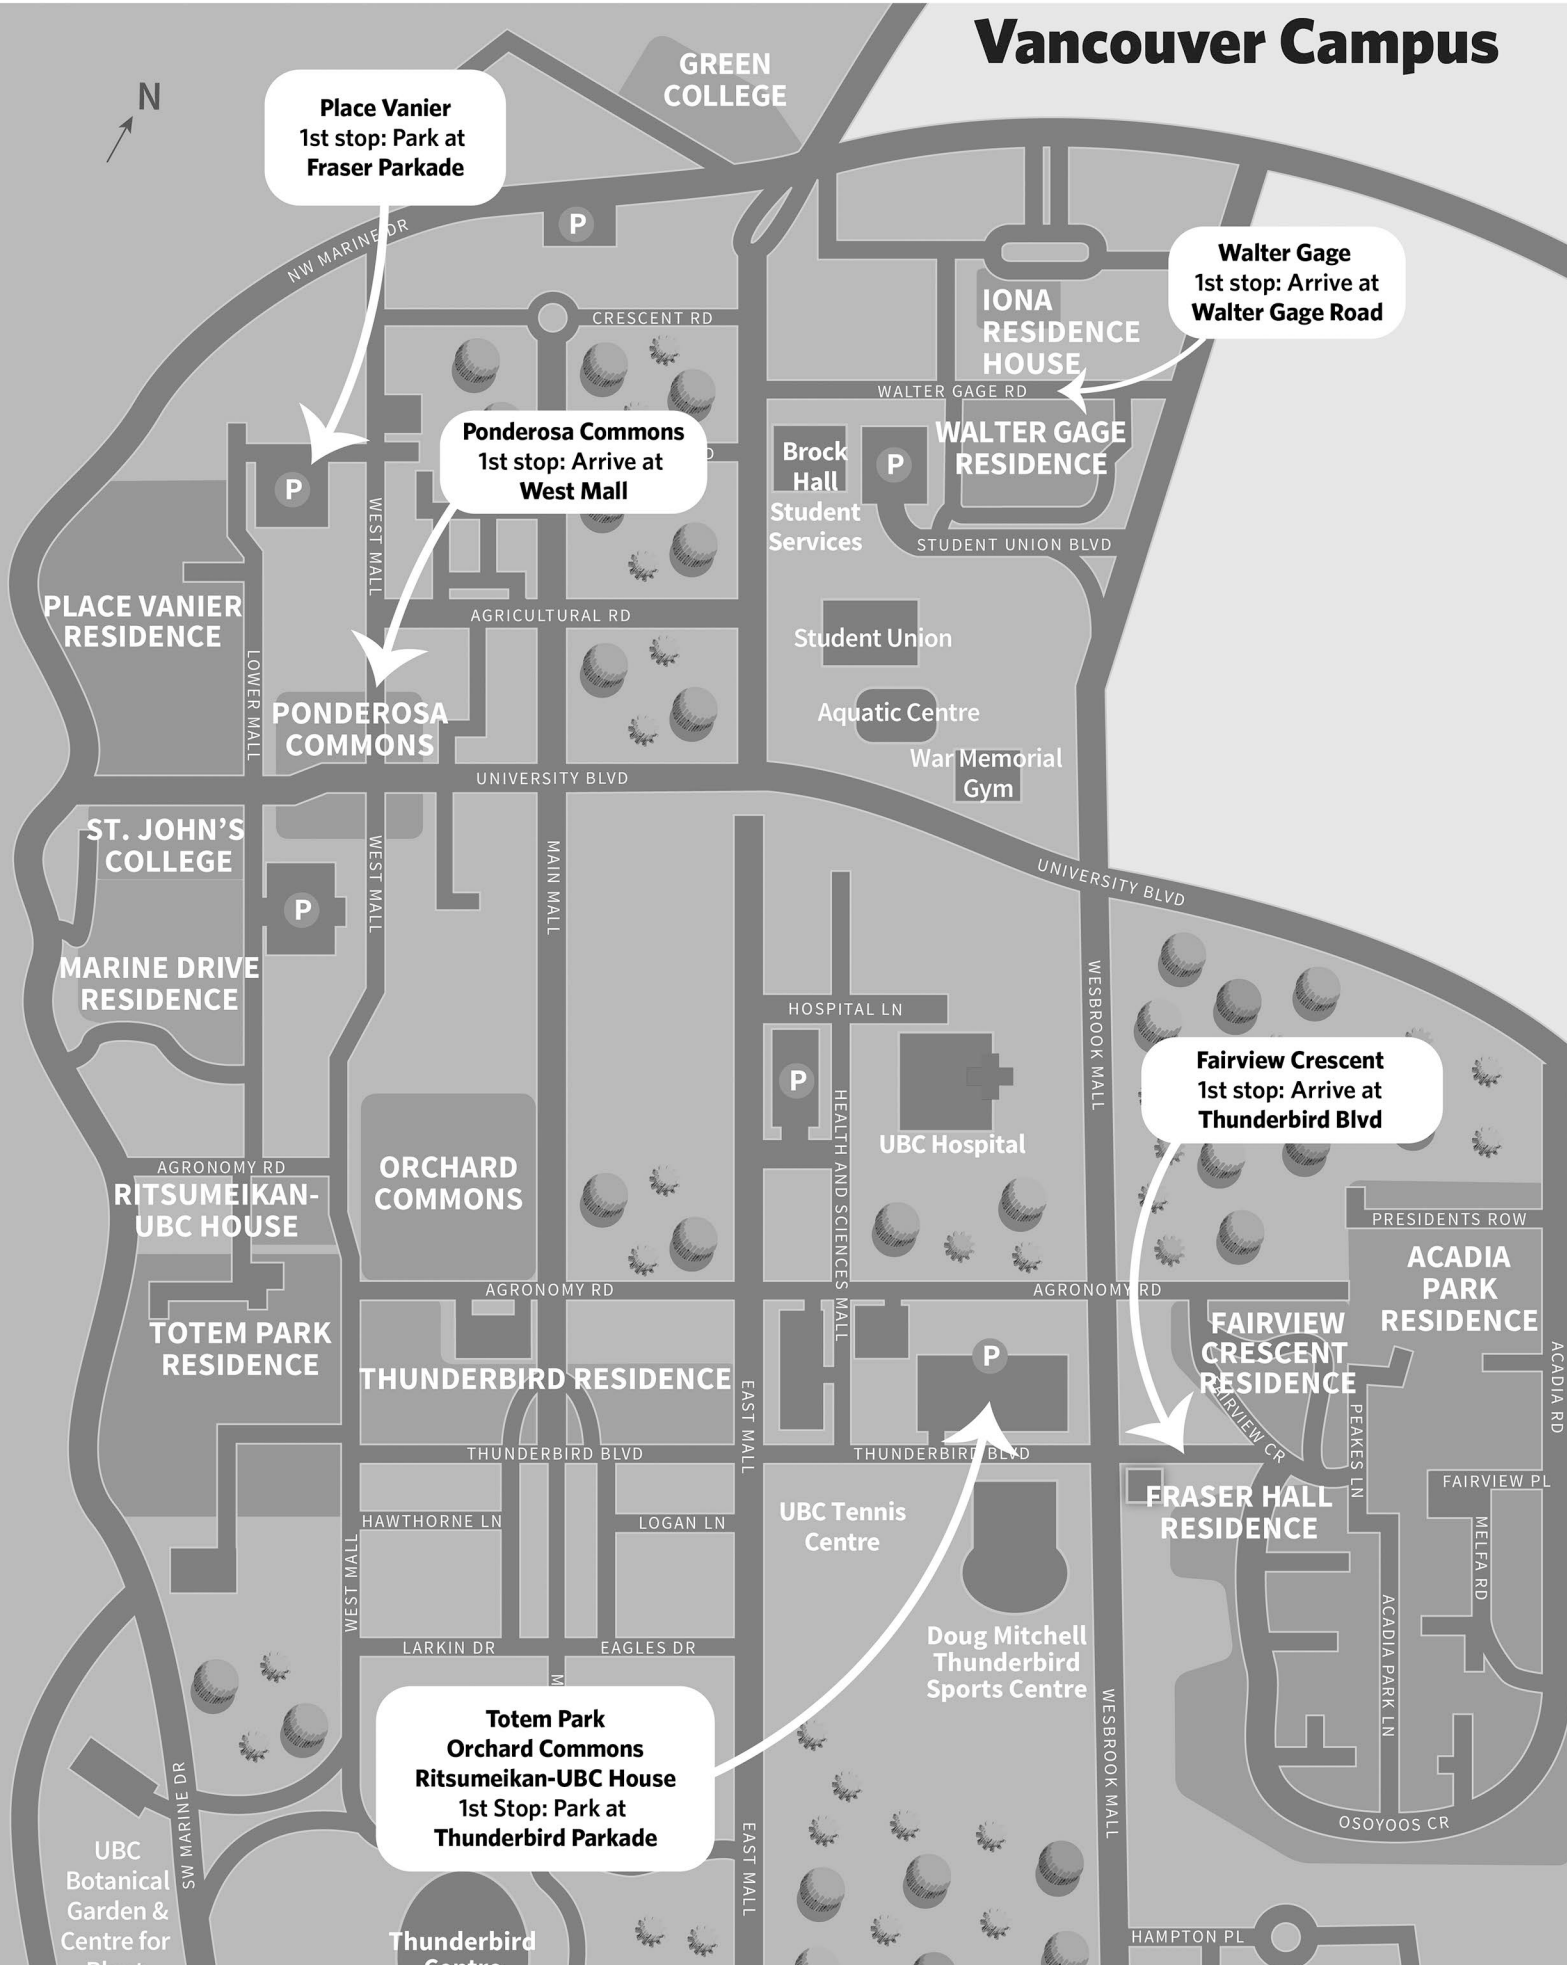 Vancouver Campus
N
GREEN
COLLEGE
Place Vanier
1st stop: Park at
Fraser Parkade
P
NW MARINE DR
Walter Gage
1st stop: Arrive at
Walter Gage Road
CRESCENT RD
IONA
RESIDENCE
HOUSE
WALTER GAGE RD
Ponderosa Commons
1st stop: Arrive at
West Mall
D
Brock
Hall
Student
Services
P
WALTER GAGE
RESIDENCE
P
WEST MALL
STUDENT UNION BLVD
PLACE VANIER
RESIDENCE
AGRICULTURAL RD
Student Union
LOWER MALL
PONDEROSA
COMMONS
Aquatic Centre
War Memorial
Gym
UNIVERSITY BLVD
ST. JOHN'S
COLLEGE
WEST MALL
MAIN MALL
UNIVERSITY BLVD
P
MARINE DRIVE
RESIDENCE
HOSPITAL LN
WESBROOK MALL
P
Fairview Crescent
1st stop: Arrive at
Thunderbird Blvd
UBC Hospital
HEALTH AND SCIENCES MALL
AGRONOMY RD
RITSUMEIKAN-
UBC HOUSE
ORCHARD
COMMONS
PRESIDENTS ROW
ACADIA
PARK
RESIDENCE
AGRONOMY RD
AGRONOMY RD
TOTEM PARK
RESIDENCE
FAIRVIEW
CRESCENT
RESIDENCE
P
THUNDERBIRD RESIDENCE
EAST MALL
FAIRVIEW CR
PEAKES LN
ACADIA RD
THUNDERBIRD BLVD
THUNDERBIRD BLVD
FAIRVIEW PL
FRASER HALL
RESIDENCE
HAWTHORNE LN
LOGAN LN
UBC Tennis
Centre
WEST MALL
MELFA RD
ACADIA PARK LN
LARKIN DR
EAGLES DR
Doug Mitchell
Thunderbird
Sports Centre
M
Totem Park
Orchard Commons
Ritsumeikan-UBC House
1st Stop: Park at
Thunderbird Parkade
WESBROOK MALL
SW MARINE DR
OSOYOOS CR
EAST MALL
UBC
Botanical
Garden &
Centre for
HAMPTON PL
Thunderbird
Centre